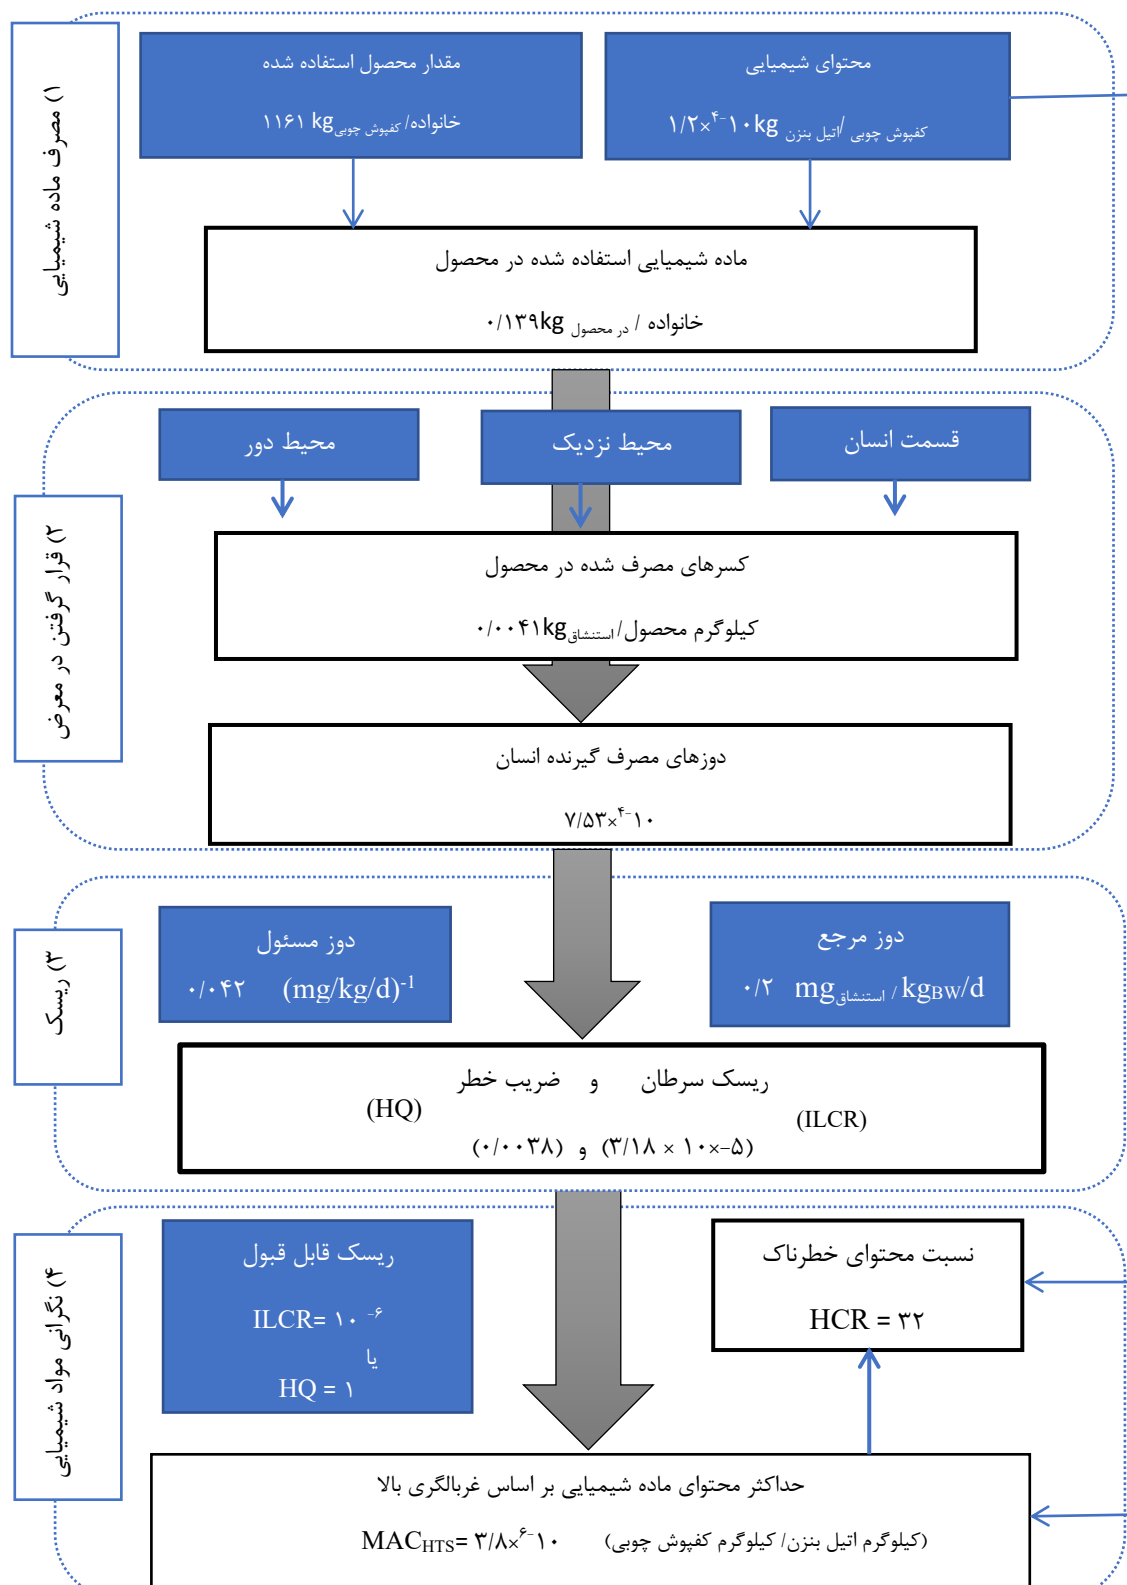 ۱) مصرف ماده شیمیایی
محتوای شیمیایی
۱/۲×۱۰⁻⁴kg اتیل بنزن/ کفپوش چوبی
مقدار محصول استفاده شده
۱۱۶۱ kg کفپوش چوبی/خانواده
ماده شیمیایی استفاده شده در محصول
۰/۱۳۹kg در محصول / خانواده
۲) قرار گرفتن در معرض
قسمت انسان
محیط نزدیک
محیط دور
کسرهای مصرف شده در محصول
۰/۰۰۴۱kg استنشاق/کیلوگرم محصول
دوزهای مصرف گیرنده انسان
۷/۵۳×۱۰⁻⁴
۳) ریسک
دوز مرجع
۰/۲ mg استنشاق / kgBW/d
دوز مسئول
۰/۰۴۲ (mg/kg/d)⁻¹
ریسک سرطان و ضریب خطر
(ILCR) (HQ)
(۳/۱۸ × ۱۰×-۵) و (۰/۰۰۳۸)
۴) نگرانی مواد شیمیایی
نسبت محتوای خطرناک
HCR = ۳۲
ریسک قابل قبول
ILCR= ۱۰ ⁻⁶
یا
HQ = ۱
حداکثر محتوای ماده شیمیایی بر اساس غربالگری بالا
MACHTS= ۳/۸×۱۰⁻⁶ (کیلوگرم اتیل بنزن/ کیلوگرم کفپوش چوبی)